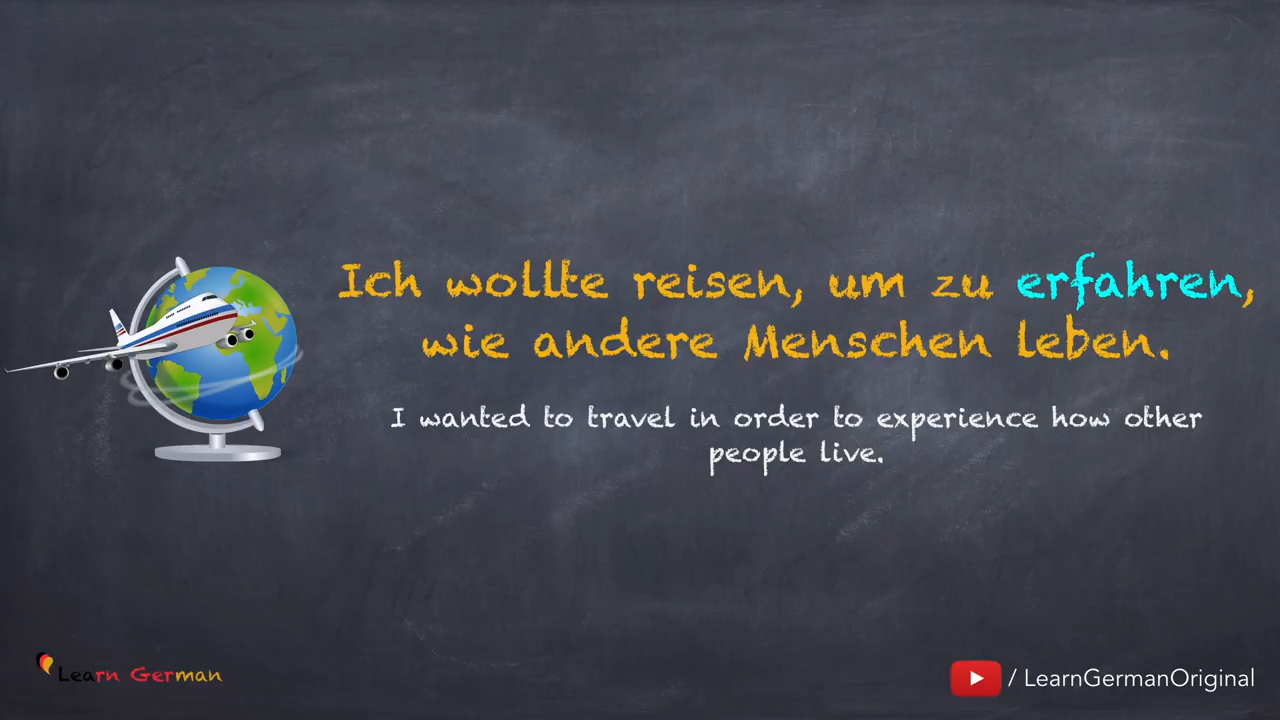 Ich wollte reisen, um zu erfahren,
wie andere Menschen leben.
I wanted to travel in order to experience how other
people live.
Learn German
/ LearnGermanOriginal